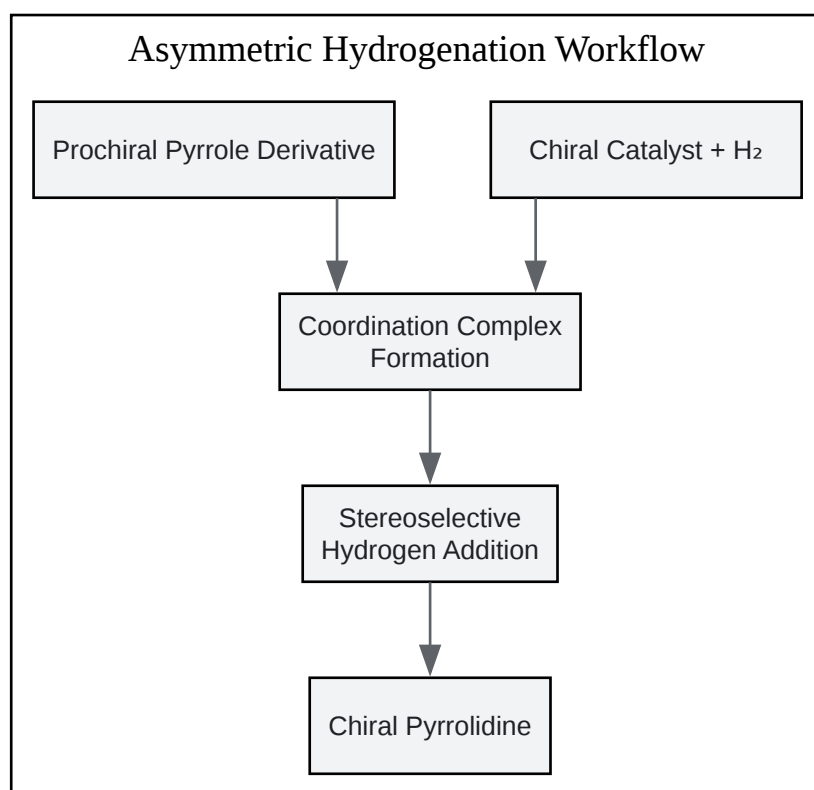 Asymmetric Hydrogenation Workflow
Prochiral Pyrrole Derivative
Chiral Catalyst + H₂
Coordination Complex
Formation
Stereoselective
Hydrogen Addition
Chiral Pyrrolidine